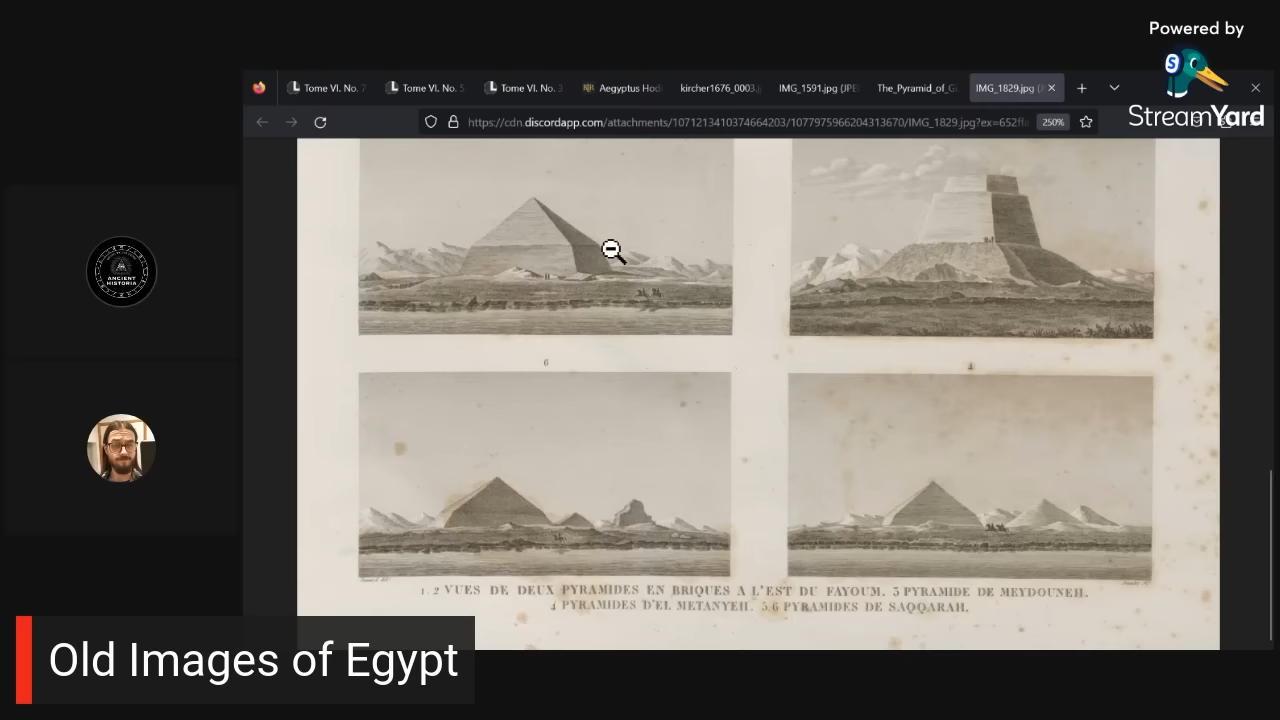 Powered by
StreamYard
Tome VI. No. 7
Tome VI. No. 5
Tome VI. No. 3
Aegyptus Hod
kircher1676_0003.j
IMG_1591.jpg (JPE
The_Pyramid_of_G
IMG_1829.jpg (J
https://cdn.discordapp.com/attachments/1071213410374664203/1077975966204313670/IMG_1829.jpg?ex=652ff
250%
ANCIENT
HISTORIA
6
4
1. 2 VUES DE DEUX PYRAMIDES EN BRIQUES A L'EST DU FAYOUM. 3 PYRAMIDE DE MEYDOUNEH.
4 PYRAMIDES D'EL METANYEH. 5.6 PYRAMIDES DE SAQQARAH.
Old Images of Egypt